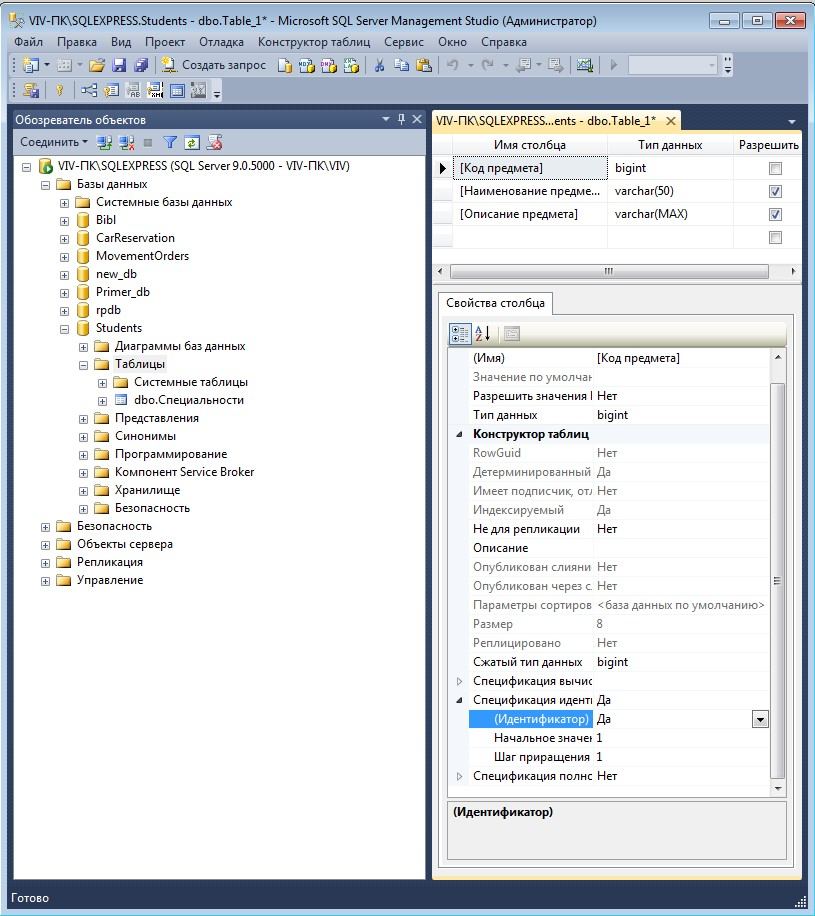 VIV-ПК\SQLEXPRESS.Students - dbo.Table_1* - Microsoft SQL Server Management Studio (Администратор)
Файл Правка Вид Проект Отладка Конструктор таблиц Сервис Окно Справка
Создать запрос
Обозреватель объектов
Соединить
VIV-ПК\SQLEXPRESS (SQL Server 9.0.5000 - VIV-ПК\VIV)
Базы данных
Системные базы данных
Bibl
CarReservation
MovementOrders
new_db
Primer_db
rpdb
Students
Диаграммы баз данных
Таблицы
Системные таблицы
dbo.Специальности
Представления
Синонимы
Программирование
Компонент Service Broker
Хранилище
Безопасность
Безопасность
Объекты сервера
Репликация
Управление
VIV-ПК\SQLEXPRESS...ents - dbo.Table_1*
Имя столбца Тип данных Разрешить
[Код предмета] bigint
[Наименование предме... varchar(50)
[Описание предмета] varchar(MAX)
Свойства столбца
(Имя) [Код предмета]
Значение по умолчан
Разрешить значения Нет
Тип данных bigint
Конструктор таблиц
RowGuid Нет
Детерминированный Да
Имеет подписчик, отл Нет
Индексируемый Да
Не для репликации Нет
Описание
Опубликован слияни Нет
Опубликован через с. Нет
Параметры сортиров <база данных по умолчанию>
Размер 8
Реплицировано Нет
Сжатый тип данных bigint
Спецификация вычис
Спецификация иденти Да
(Идентификатор) Да
Начальное значен 1
Шаг приращения 1
Спецификация полно Нет
(Идентификатор)
Готово